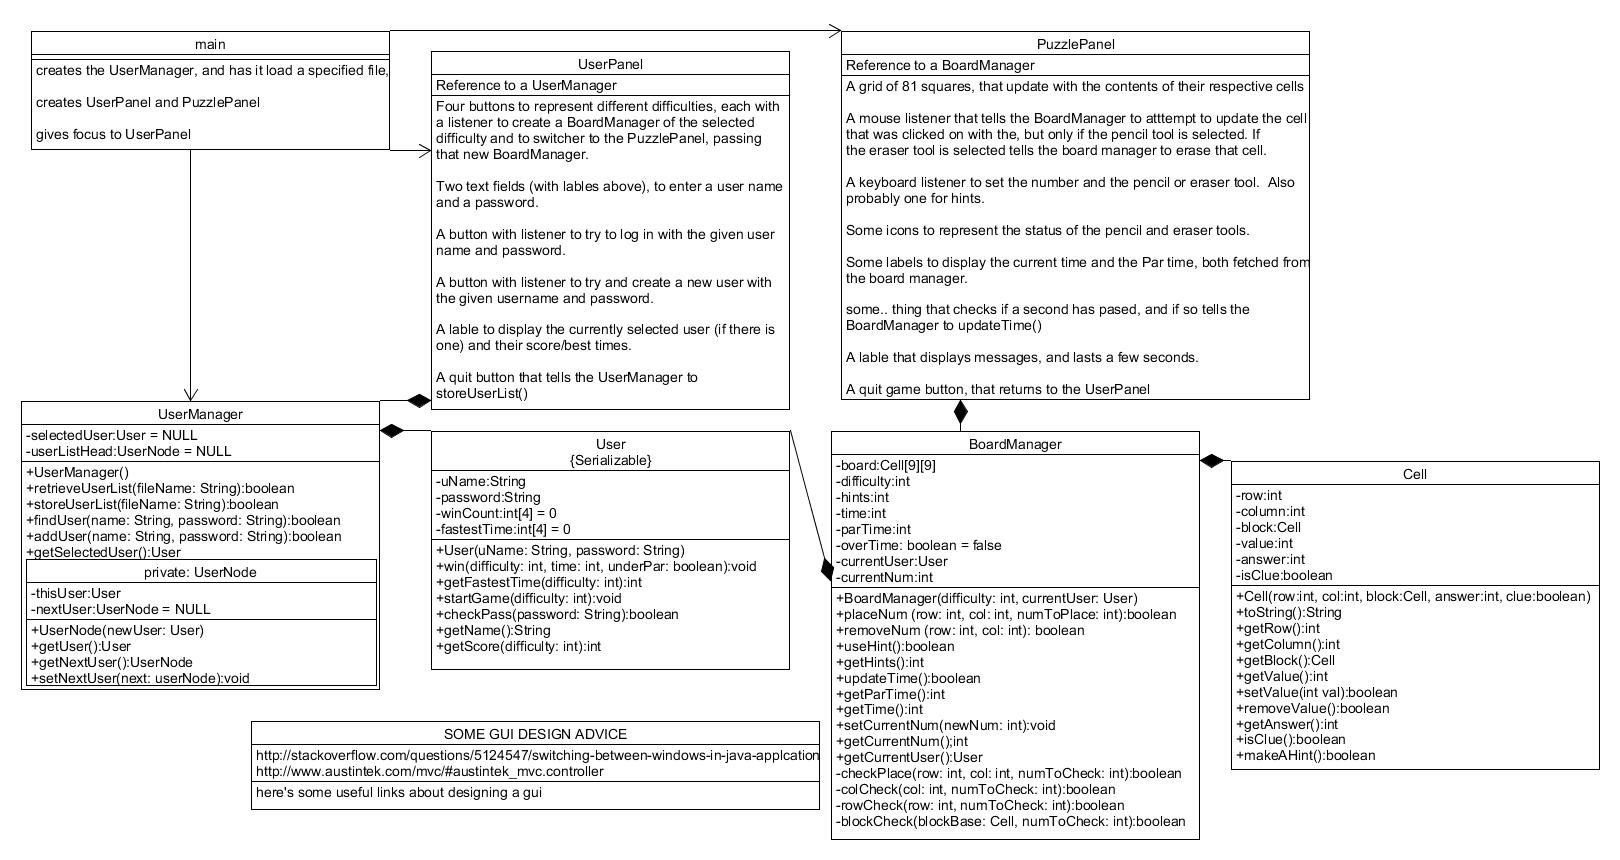 main
creates the UserManager, and has it load a specified file,
creates UserPanel and PuzzlePanel
gives focus to UserPanel
UserPanel
Reference to a UserManager
Four buttons to represent different difficulties, each with
a listener to create a BoardManager of the selected
difficulty and to switcher to the PuzzlePanel, passing
that new BoardManager.
Two text fields (with lables above), to enter a user name
and a password.
A button with listener to try to log in with the given user
name and password.
A button with listener to try and create a new user with
the given username and password.
A lable to display the currently selected user (if there is
one) and their score/best times.
A quit button that tells the UserManager to
storeUserList()
PuzzlePanel
Reference to a BoardManager
A grid of 81 squares, that update with the contents of their respective cells
A mouse listener that tells the BoardManager to atttempt to update the cell
that was clicked on with the, but only if the pencil tool is selected. If
the eraser tool is selected tells the board manager to erase that cell.
A keyboard listener to set the number and the pencil or eraser tool.  Also
probably one for hints.
Some icons to represent the status of the pencil and eraser tools.
Some labels to display the current time and the Par time, both fetched from
the board manager.
some.. thing that checks if a second has pased, and if so tells the
BoardManager to updateTime()
A lable that displays messages, and lasts a few seconds.
A quit game button, that returns to the UserPanel
UserManager
-selectedUser:User = NULL
-userListHead:UserNode = NULL
+UserManager()
+retrieveUserList(fileName: String):boolean
+storeUserList(fileName: String):boolean
+findUser(name: String, password: String):boolean
+addUser(name: String, password: String):boolean
+getSelectedUser():User
private: UserNode
-thisUser:User
-nextUser:UserNode = NULL
+UserNode(newUser: User)
+getUser():User
+getNextUser():UserNode
+setNextUser(next: userNode):void
User
{Serializable}
-uName:String
-password:String
-winCount:int[4] = 0
-fastestTime:int[4] = 0
+User(uName: String, password: String)
+win(difficulty: int, time: int, underPar: boolean):void
+getFastestTime(difficulty: int):int
+startGame(difficulty: int):void
+checkPass(password: String):boolean
+getName():String
+getScore(difficulty: int):int
BoardManager
-board:Cell[9][9]
-difficulty:int
-hints:int
-time:int
-parTime:int
-overTime: boolean = false
-currentUser:User
-currentNum:int
+BoardManager(difficulty: int, currentUser: User)
+placeNum (row: int, col: int, numToPlace: int):boolean
+removeNum (row: int, col: int): boolean
+useHint():boolean
+getHints():int
+updateTime():boolean
+getParTime():int
+getTime():int
+setCurrentNum(newNum: int):void
+getCurrentNum();int
+getCurrentUser():User
-checkPlace(row: int, col: int, numToCheck: int):boolean
-colCheck(col: int, numToCheck: int):boolean
-rowCheck(row: int, numToCheck: int):boolean
-blockCheck(blockBase: Cell, numToCheck: int):boolean
Cell
-row:int
-column:int
-block:Cell
-value:int
-answer:int
-isClue:boolean
+Cell(row:int, col:int, block:Cell, answer:int, clue:boolean)
+toString():String
+getRow():int
+getColumn():int
+getBlock():Cell
+getValue():int
+setValue(int val):boolean
+removeValue():boolean
+getAnswer():int
+isClue():boolean
+makeAHint():boolean
SOME GUI DESIGN ADVICE
http://stackoverflow.com/questions/5124547/switching-between-windows-in-java-applcation
http://www.austintek.com/mvc/#austintek_mvc.controller
here's some useful links about designing a gui